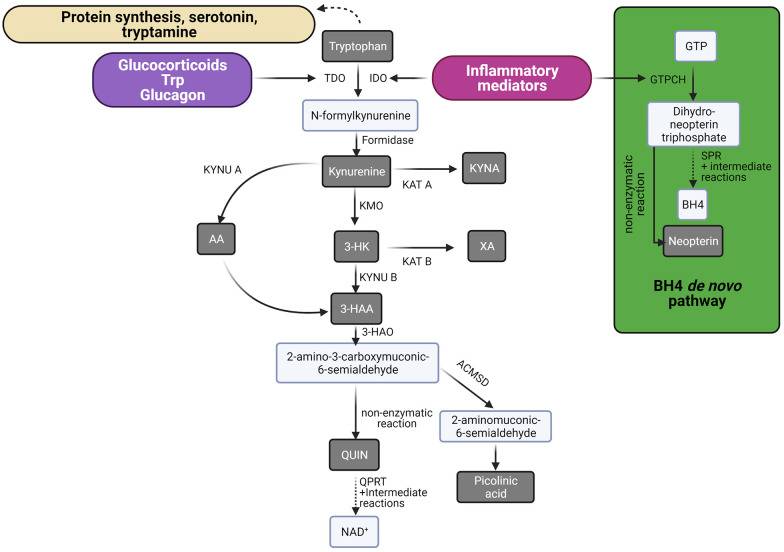 Protein synthesis, serotonin,
tryptamine
Tryptophan
Glucocorticoids
Trp
Glucagon
TDO
IDO
Inflammatory
mediators
N-formylkynurenine
Formidase
KYNU A
Kynurenine
KAT A
KYNA
KMO
AA
3-HK
KAT B
XA
KYNU B
3-HAA
3-HAO
2-amino-3-carboxymuconic-
6-semialdehyde
ACMSD
non-enzymatic
reaction
2-aminomuconic-
6-semialdehyde
QUIN
Picolinic
acid
QPRT
+Intermediate
reactions
NAD⁺
GTP
GTPCH
Dihydro-
neopterin
triphosphate
SPR
+ intermediate
reactions
non-enzymatic
reaction
BH4
Neopterin
BH4 de novo
pathway